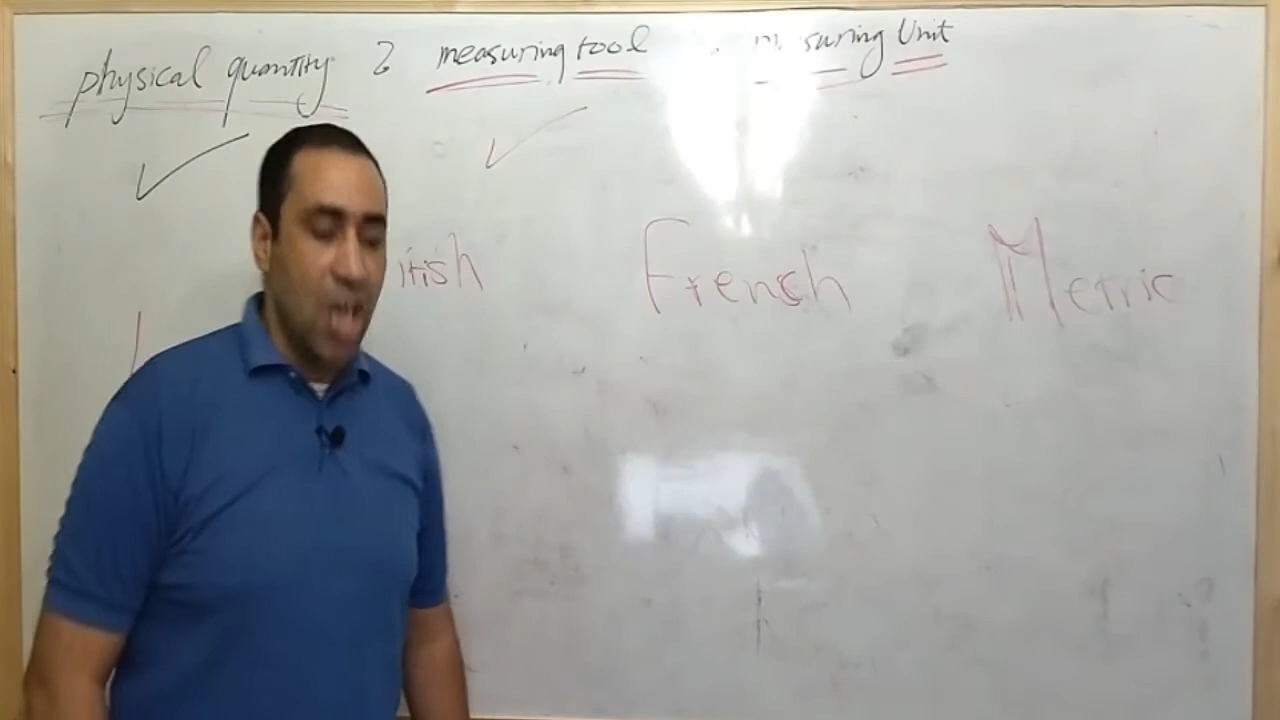 physical quantity & measuring tool suring Unit
itish French Metric